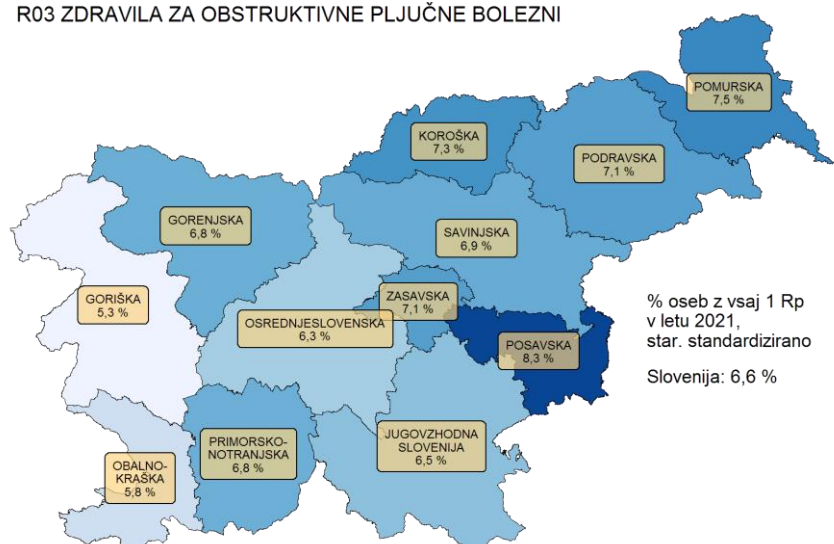 R03 ZDRAVILA ZA OBSTRUKTIVNE PLJUČNE BOLEZNI
POMURSKA
7,5 %
KOROŠKA
7,3 %
PODRAVSKA
7,1 %
GORENJSKA
6,8 %
SAVINJSKA
6,9 %
GORIŠKA
5,3 %
ZASAVSKA
7,1 %
OSREDNJESLOVENSKA
6,3 %
POSAVSKA
8,3 %
% oseb z vsaj 1 Rp
v letu 2021,
star. standardizirano
Slovenija: 6,6 %
PRIMORSKO-
NOTRANJSKA
6,8 %
JUGOVZHODNA
SLOVENIJA
6,5 %
OBALNO-
KRAŠKA
5,8 %